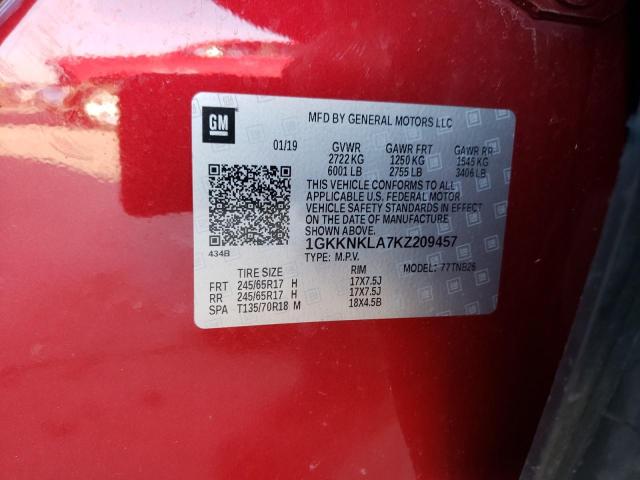 GM
MFD BY GENERAL MOTORS LLC
01/19 GVWR GAWR FRT GAWR RR
2722 KG 1250 KG 1545 KG
6001 LB 2755 LB 3406 LB
THIS VEHICLE CONFORMS TO ALL
APPLICABLE U.S. FEDERAL MOTOR
VEHICLE SAFETY STANDARDS IN EFFECT
ON THE DATE OF MANUFACTURE
SHOWN ABOVE.
1GKKNKLA7KZ209457
434B TYPE: M.P.V. 77TNB26
TIRE SIZE RIM
FRT 245/65R17 H 17X7.5J
RR 245/65R17 H 17X7.5J
SPA T135/70R18 M 18X4.5B